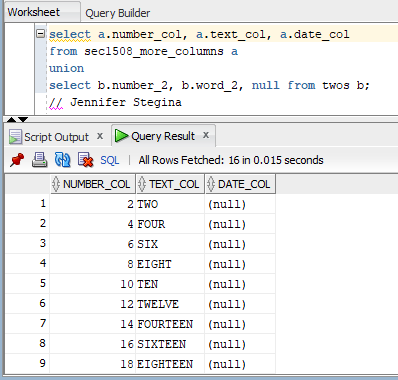 Worksheet Query Builder
select a.number_col, a.text_col, a.date_col
from sec1508_more_columns a
union
select b.number_2, b.word_2, null from twos b;
// Jennifer Stegina
Script Output x Query Result x
SQL | All Rows Fetched: 16 in 0.015 seconds
NUMBER_COL TEXT_COL DATE_COL
1 2 TWO (null)
2 4 FOUR (null)
3 6 SIX (null)
4 8 EIGHT (null)
5 10 TEN (null)
6 12 TWELVE (null)
7 14 FOURTEEN (null)
8 16 SIXTEEN (null)
9 18 EIGHTEEN (null)